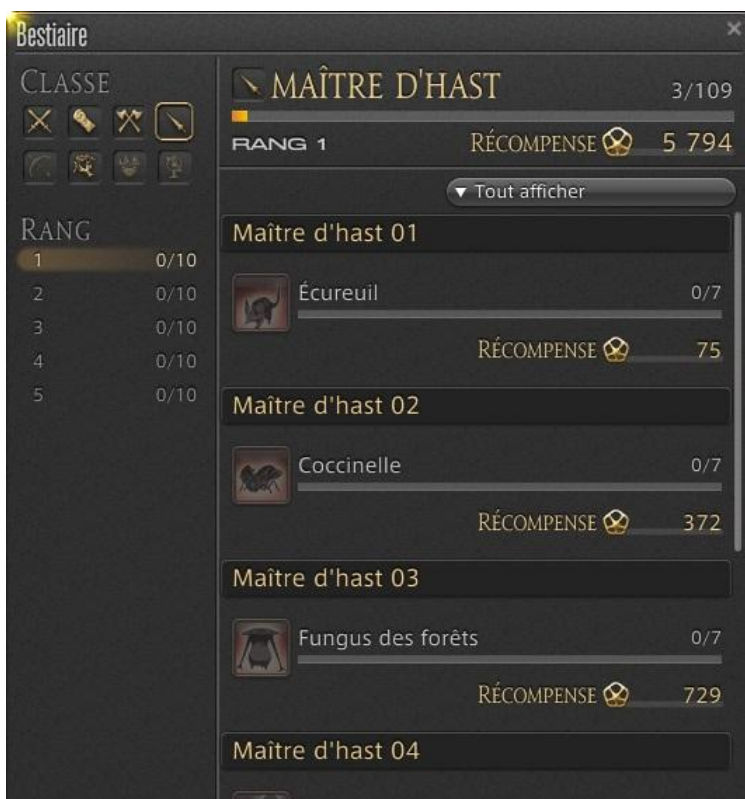 Bestiaire
CLASSE
RANG
1 0/10
2 0/10
3 0/10
4 0/10
5 0/10
MAÎTRE D'HAST 3/109
RANG 1 RÉCOMPENSE 5 794
Tout afficher
Maître d'hast 01
Écureuil 0/7
RÉCOMPENSE 75
Maître d'hast 02
Coccinelle 0/7
RÉCOMPENSE 372
Maître d'hast 03
Fungus des forêts 0/7
RÉCOMPENSE 729
Maître d'hast 04